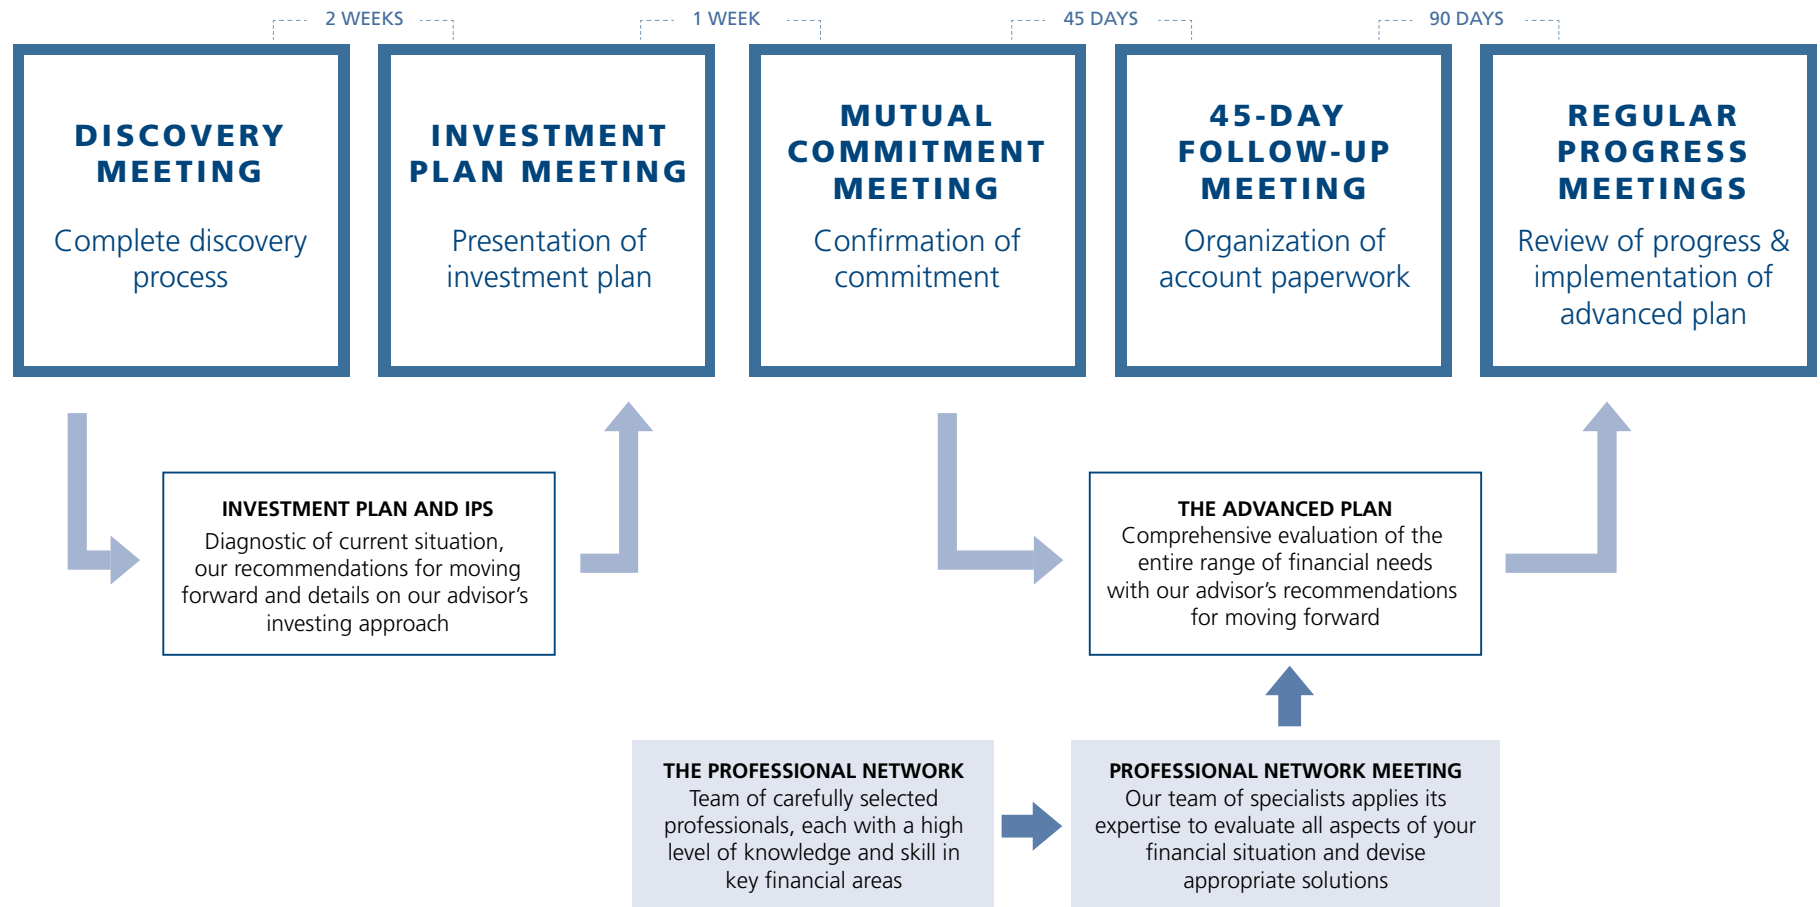 2 WEEKS
1 WEEK
45 DAYS
90 DAYS
DISCOVERY
MEETING
Complete discovery
process
INVESTMENT
PLAN MEETING
Presentation of
investment plan
MUTUAL
COMMITMENT
MEETING
Confirmation of
commitment
45-DAY
FOLLOW-UP
MEETING
Organization of
account paperwork
REGULAR
PROGRESS
MEETINGS
Review of progress &
implementation of
advanced plan
INVESTMENT PLAN AND IPS
Diagnostic of current situation,
our recommendations for moving
forward and details on our advisor’s
investing approach
THE ADVANCED PLAN
Comprehensive evaluation of the
entire range of financial needs
with our advisor’s recommendations
for moving forward
THE PROFESSIONAL NETWORK
Team of carefully selected
professionals, each with a high
level of knowledge and skill in
key financial areas
PROFESSIONAL NETWORK MEETING
Our team of specialists applies its
expertise to evaluate all aspects of your
financial situation and devise
appropriate solutions